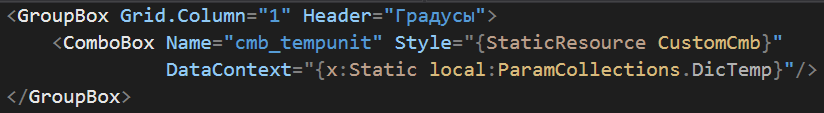 <GroupBox Grid.Column="1" Header="Градусы">
<ComboBox Name="cmb_tempunit" Style="{StaticResource CustomCmb}"
DataContext="{x:Static local:ParamCollections.DicTemp}"/>
</GroupBox>